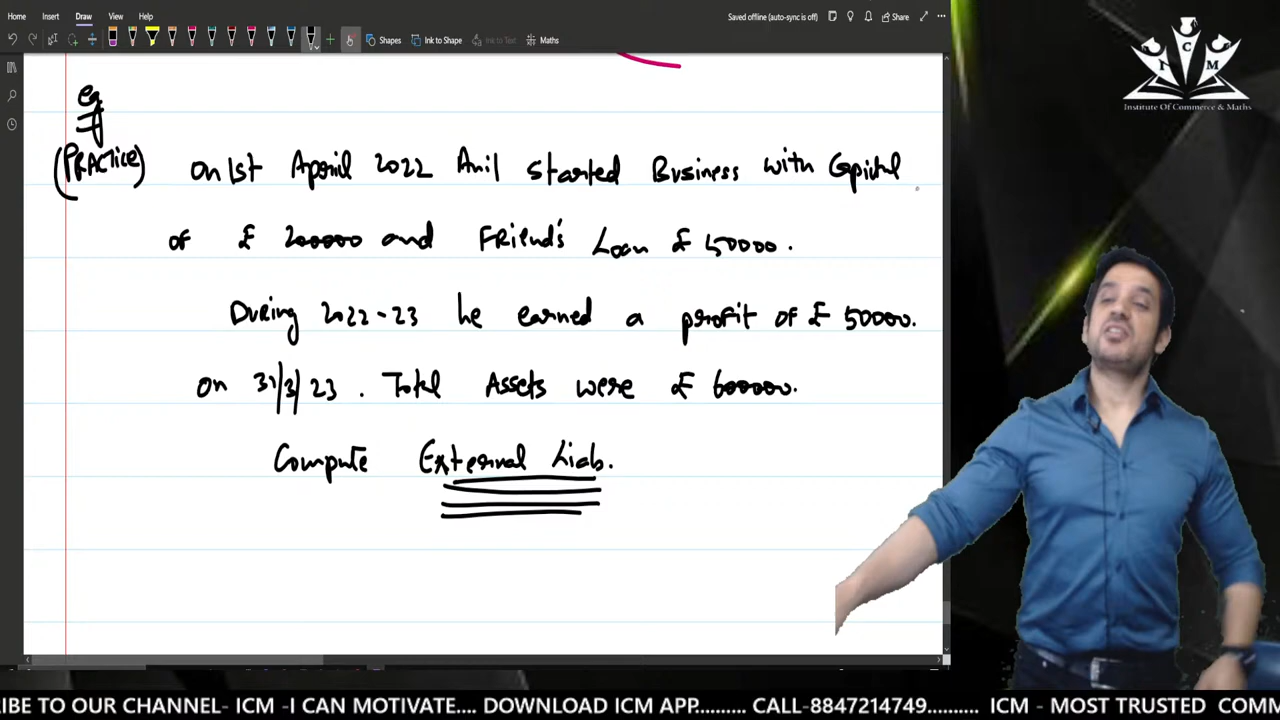 Home Insert Draw View Help Saved offline (auto-sync is off) Share
Shapes Ink to Shape Ink to Text Maths
I C M
Institute Of Commerce & Maths
eg
(PRACTICE) On 1st April 2022 Anil started Business with Capital
of ₹ 200000 and Friend's Loan ₹ 50000.
During 2022-23 he earned a profit of ₹ 50000.
on 31/3/23. Total Assets were ₹ 600000.
Compute External Liab.
IBE TO OUR CHANNEL- ICM -I CAN MOTIVATE.... DOWNLOAD ICM APP......... CALL-8847214749......... ICM - MOST TRUSTED COMM